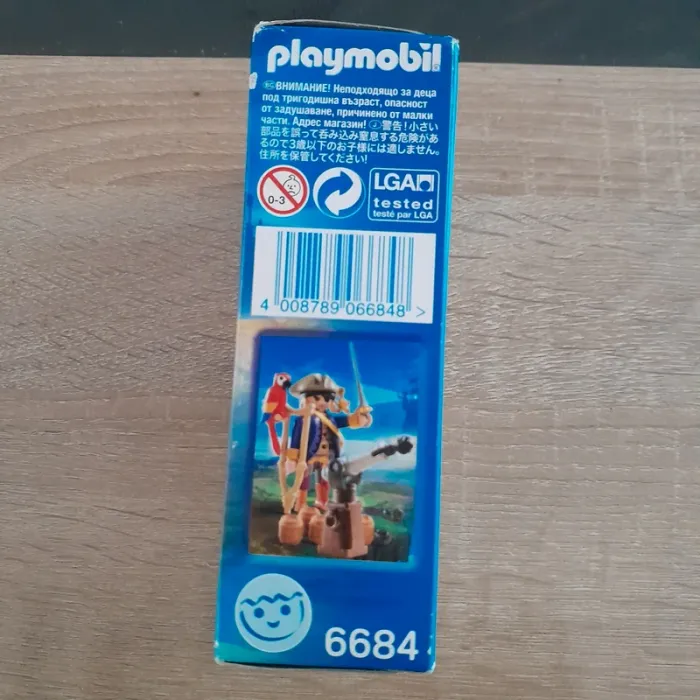 playmobil®
BG ВНИМАНИЕ! Неподходящо за деца
под тригодишна възраст, опасност
от задушаване, причинено от малки
части. Адрес магазин! J 警告!小さい
部品を誤って呑み込み窒息する危険があ
るので3歳以下のお子様には適しません。
住所を保管してください!
0-3
LGA
tested
testé par LGA
4 008789 066848 >
6684